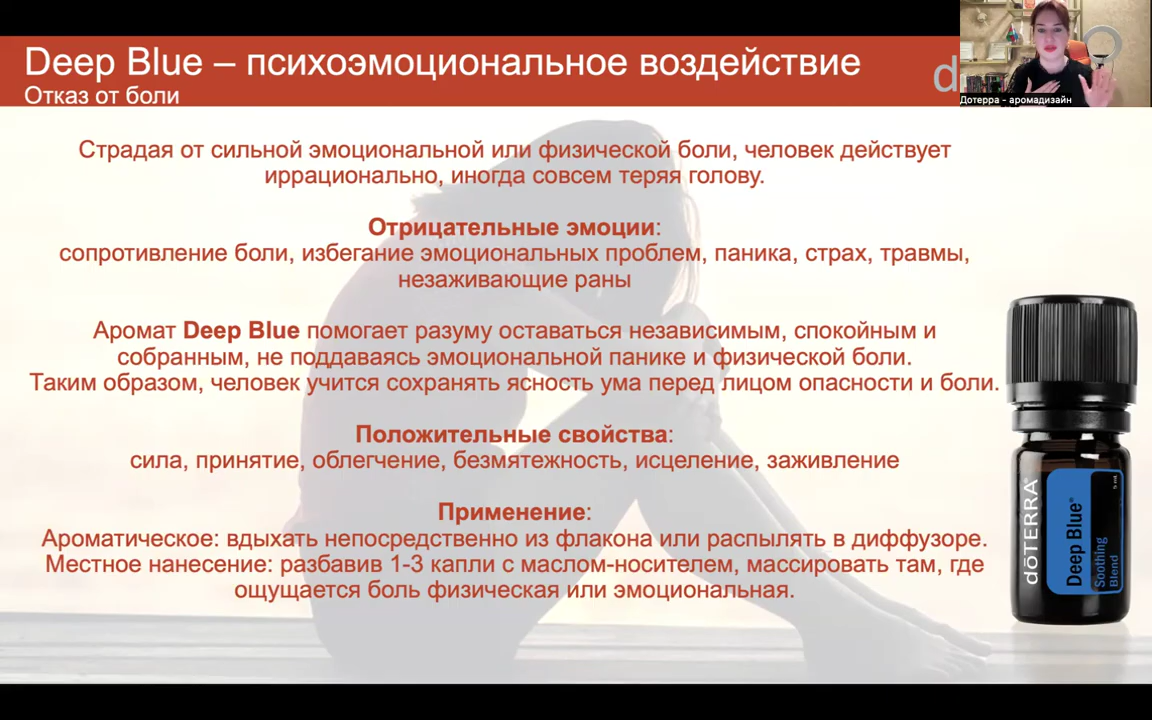 Deep Blue – психоэмоциональное воздействие
Отказ от боли
d
Дотерра - аромадизайн
Страдая от сильной эмоциональной или физической боли, человек действует
иррационально, иногда совсем теряя голову.
Отрицательные эмоции:
сопротивление боли, избегание эмоциональных проблем, паника, страх, травмы,
незаживающие раны
Аромат Deep Blue помогает разуму оставаться независимым, спокойным и
собранным, не поддаваясь эмоциональной панике и физической боли.
Таким образом, человек учится сохранять ясность ума перед лицом опасности и боли.
Положительные свойства:
сила, принятие, облегчение, безмятежность, исцеление, заживление
Применение:
Ароматическое: вдыхать непосредственно из флакона или распылять в диффузоре.
Местное нанесение: разбавив 1-3 капли с маслом-носителем, массировать там, где
ощущается боль физическая или эмоциональная.
dōTERRA®
Deep Blue®
Soothing
Blend
5 mL